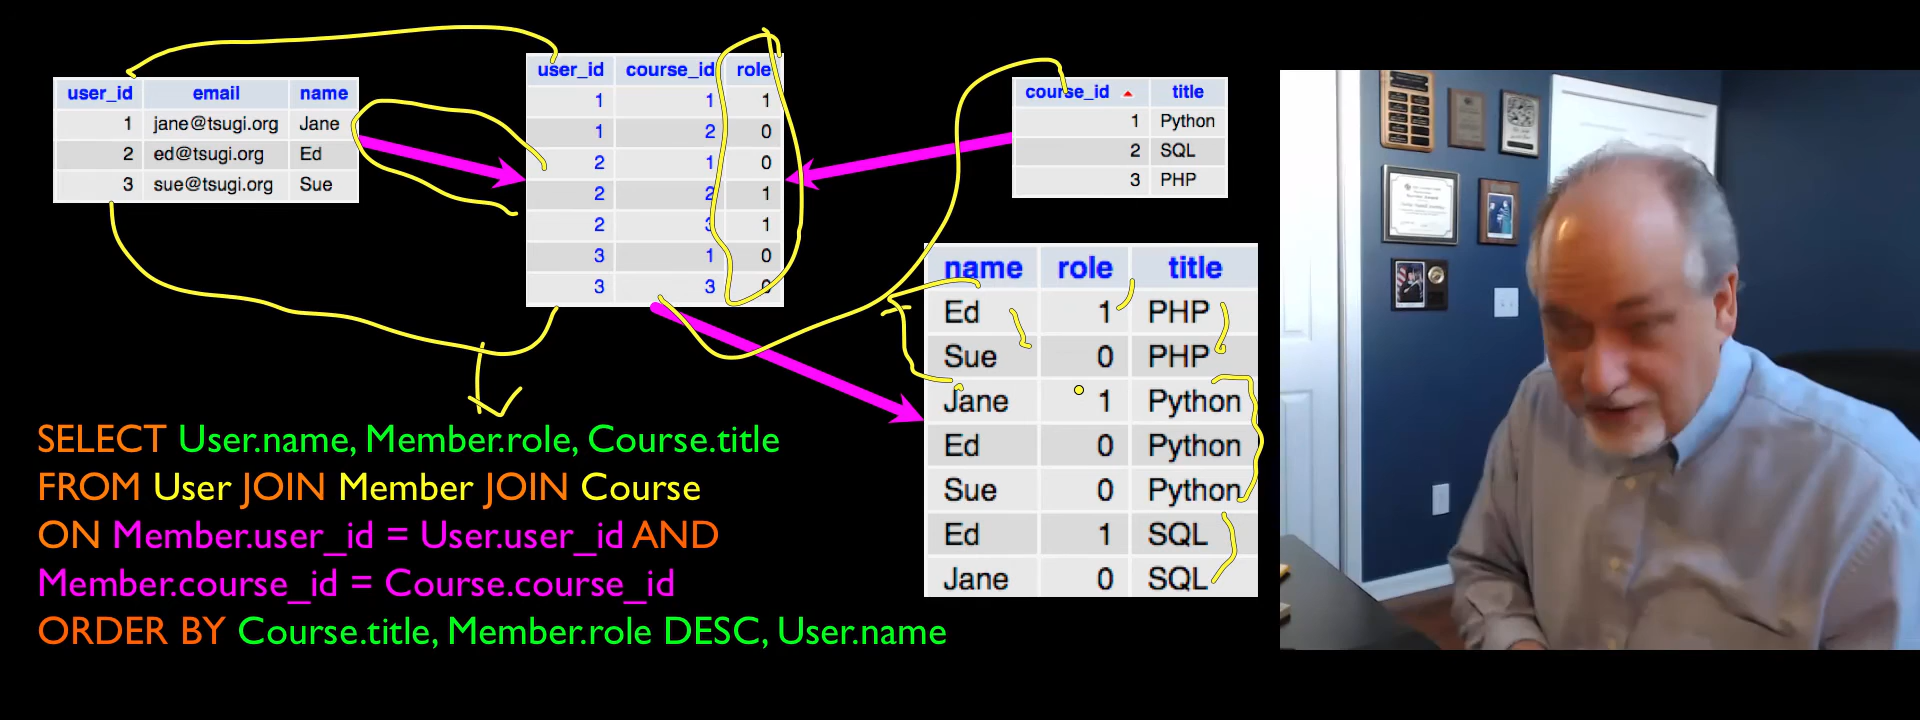 user_id email name
1 jane@tsugi.org Jane
2 ed@tsugi.org Ed
3 sue@tsugi.org Sue
user_id course_id role
1 1 1
1 2 0
2 1 0
2 2 1
2 3 1
3 1 0
3 3 0
course_id title
1 Python
2 SQL
3 PHP
name role title
Ed 1 PHP
Sue 0 PHP
Jane 1 Python
Ed 0 Python
Sue 0 Python
Ed 1 SQL
Jane 0 SQL
SELECT User.name, Member.role, Course.title
FROM User JOIN Member JOIN Course
ON Member.user_id = User.user_id AND
Member.course_id = Course.course_id
ORDER BY Course.title, Member.role DESC, User.name